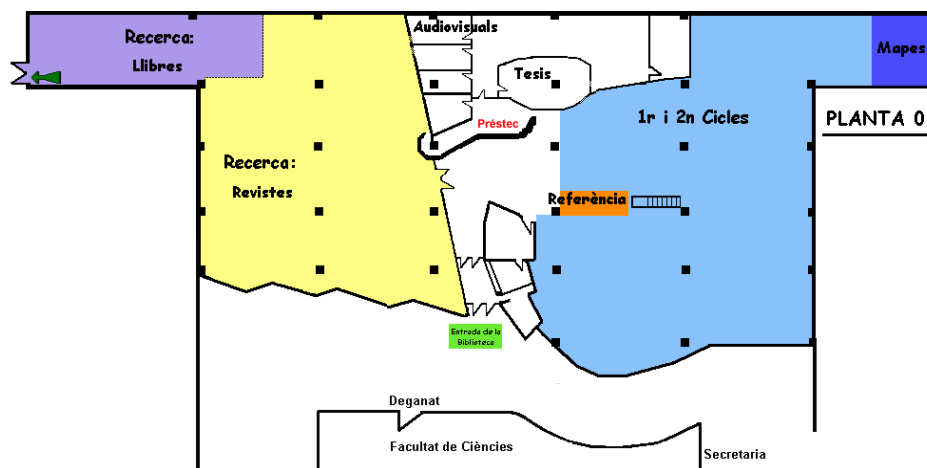 Audiovisuals
Recerca:
Llibres
Mapes
Tesis
Préstec
1r i 2n Cicles
PLANTA 0
Recerca:
Revistes
Referència
Entrada de la
Biblioteca
Deganat
Facultat de Ciències
Secretaria